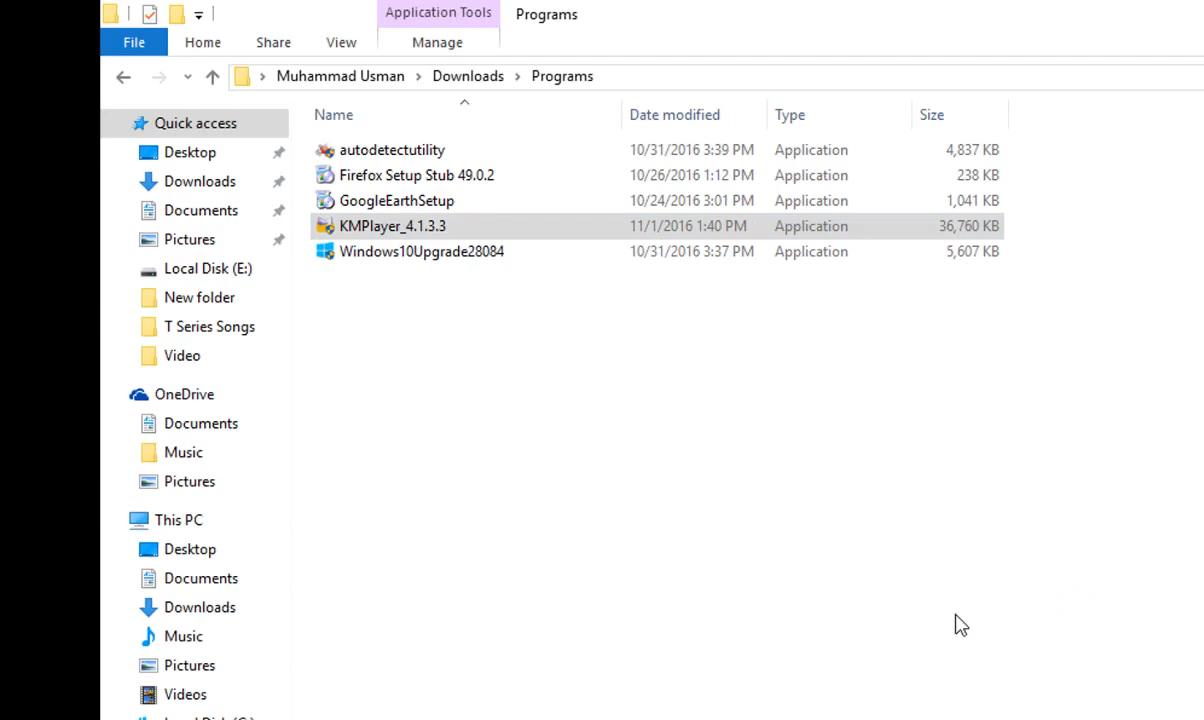 Application Tools Programs
File Home Share View Manage
Muhammad Usman Downloads Programs
Name Date modified Type Size
Quick access
Desktop
Downloads
Documents
Pictures
Local Disk (E:)
New folder
T Series Songs
Video
OneDrive
Documents
Music
Pictures
This PC
Desktop
Documents
Downloads
Music
Pictures
Videos
autodetectutility 10/31/2016 3:39 PM Application 4,837 KB
Firefox Setup Stub 49.0.2 10/26/2016 1:12 PM Application 238 KB
GoogleEarthSetup 10/24/2016 3:01 PM Application 1,041 KB
KMPlayer_4.1.3.3 11/1/2016 1:40 PM Application 36,760 KB
Windows10Upgrade28084 10/31/2016 3:37 PM Application 5,607 KB